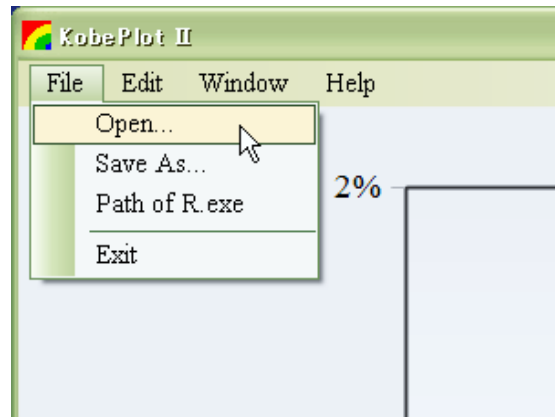 KobePlot II
File Edit Window Help
Open...
Save As...
2%
Path of R.exe
Exit